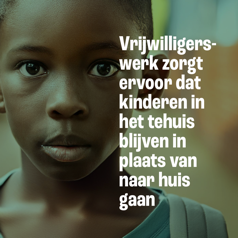 Vrijwilligers-
werk zorgt
ervoor dat
kinderen in
het tehuis
blijven in
plaats van
naar huis
gaan